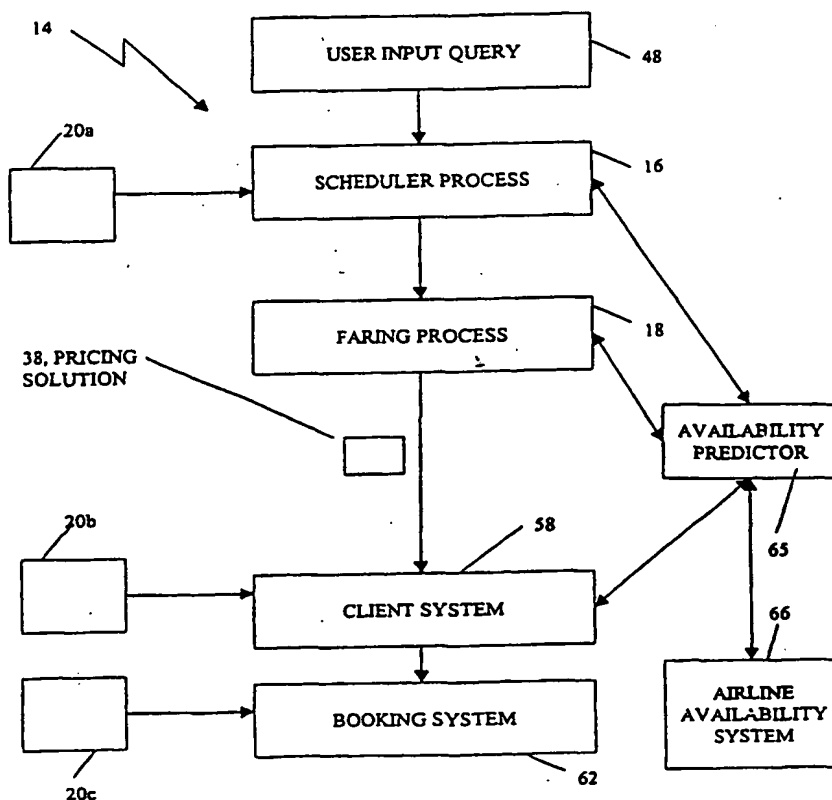 14
USER INPUT QUERY
48
20a
16
SCHEDULER PROCESS
FARING PROCESS
18
38, PRICING
SOLUTION
AVAILABILITY
PREDICTOR
20b
58
65
CLIENT SYSTEM
66
BOOKING SYSTEM
AIRLINE
AVAILABILITY
SYSTEM
62
20c